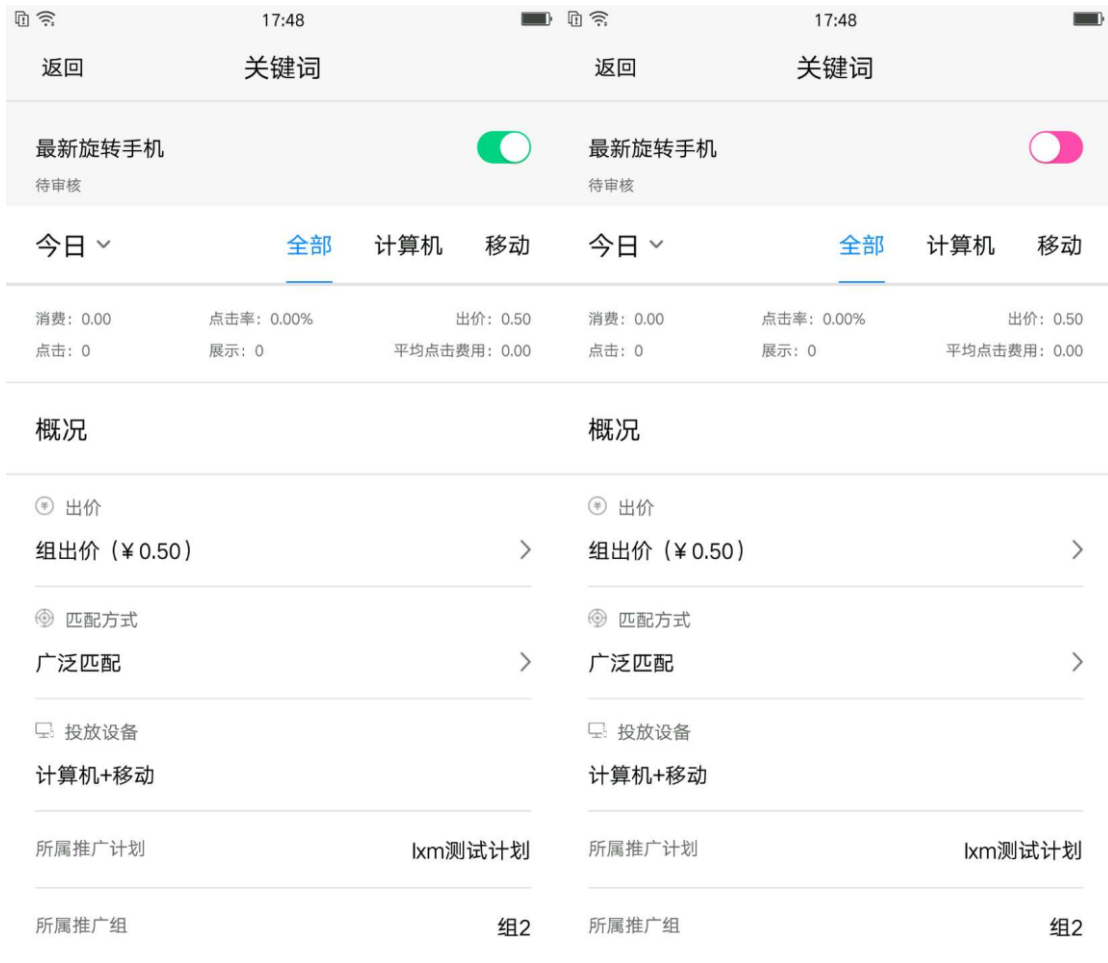 17:48
返回 关键词
最新旋转手机
待审核
今日 全部 计算机 移动
消费：0.00 点击率：0.00% 出价：0.50
点击：0 展示：0 平均点击费用：0.00
概况
出价
组出价（￥0.50）
匹配方式
广泛匹配
投放设备
计算机+移动
所属推广计划 lxm测试计划
所属推广组 组2
17:48
返回 关键词
最新旋转手机
待审核
今日 全部 计算机 移动
消费：0.00 点击率：0.00% 出价：0.50
点击：0 展示：0 平均点击费用：0.00
概况
出价
组出价（￥0.50）
匹配方式
广泛匹配
投放设备
计算机+移动
所属推广计划 lxm测试计划
所属推广组 组2